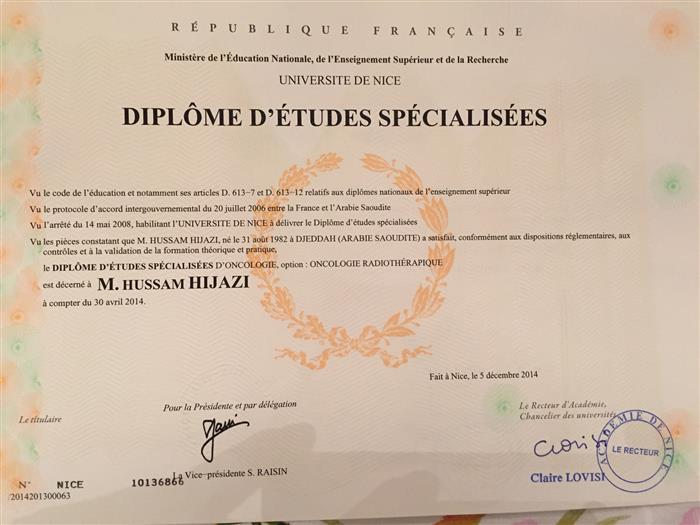 RÉPUBLIQUE FRANÇAISE
Ministère de l'Éducation Nationale, de l'Enseignement Supérieur et de la Recherche
UNIVERSITE DE NICE
DIPLÔME D'ÉTUDES SPÉCIALISÉES
Vu le code de l'éducation et notamment ses articles D. 613-7 et D. 613-12 relatifs aux diplômes nationaux de l'enseignement supérieur
Vu le protocole d'accord intergouvernemental du 20 juillet 2006 entre la France et l'Arabie Saoudite
Vu l'arrêté du 14 mai 2008, habilitant l'UNIVERSITE DE NICE à délivrer le Diplôme d'études spécialisées
Vu les pièces constatant que M. HUSSAM HIJAZI, né le 31 août 1982 à DJEDDAH (ARABIE SAOUDITE) a satisfait, conformément aux dispositions réglementaires, aux
contrôles et à la validation de la formation théorique et pratique,
le DIPLÔME D'ÉTUDES SPÉCIALISÉES D'ONCOLOGIE, option : ONCOLOGIE RADIOTHÉRAPIQUE
est décerné à M. HUSSAM HIJAZI
à compter du 30 avril 2014.
Fait à Nice, le 5 décembre 2014
Le titulaire
Pour la Présidente et par délégation
Le Recteur d'Académie,
Chancelier des universités
La Vice-présidente S. RAISIN
Claire LOVISI
ACADÉMIE DE NICE
LE RECTEUR
N° NICE 10136866
/2014201300063